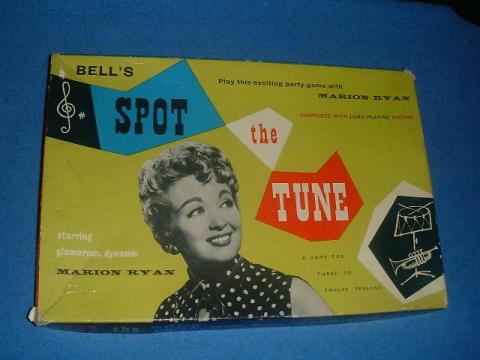 BELL'S
SPOT
the
TUNE
Play this exciting party game with
MARION RYAN
COMPLETE WITH LONG PLAYING RECORD
starring
glamorous, dynamic
MARION RYAN
A GAME FOR
THREE TO
TWELVE PERSONS
the